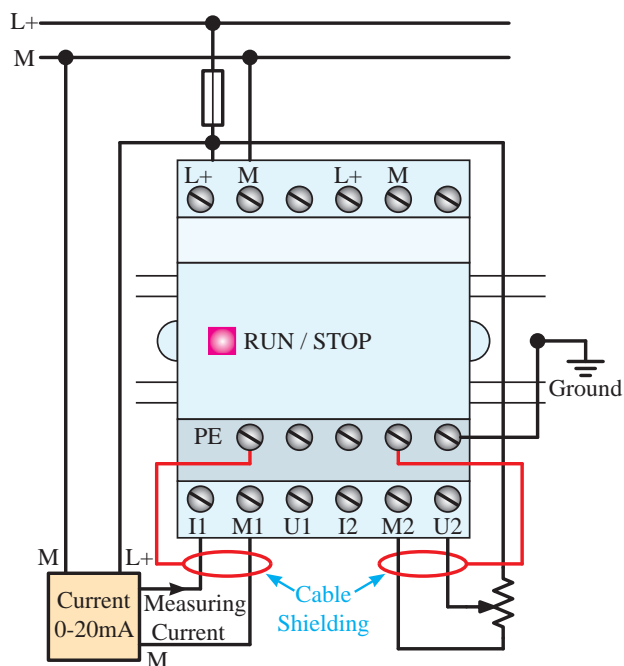 L+
M
L+ M L+ M
RUN / STOP
Ground
PE
I1 M1 U1 I2 M2 U2
M L+
Current
0-20mA
Measuring
Current
M
Cable
Shielding